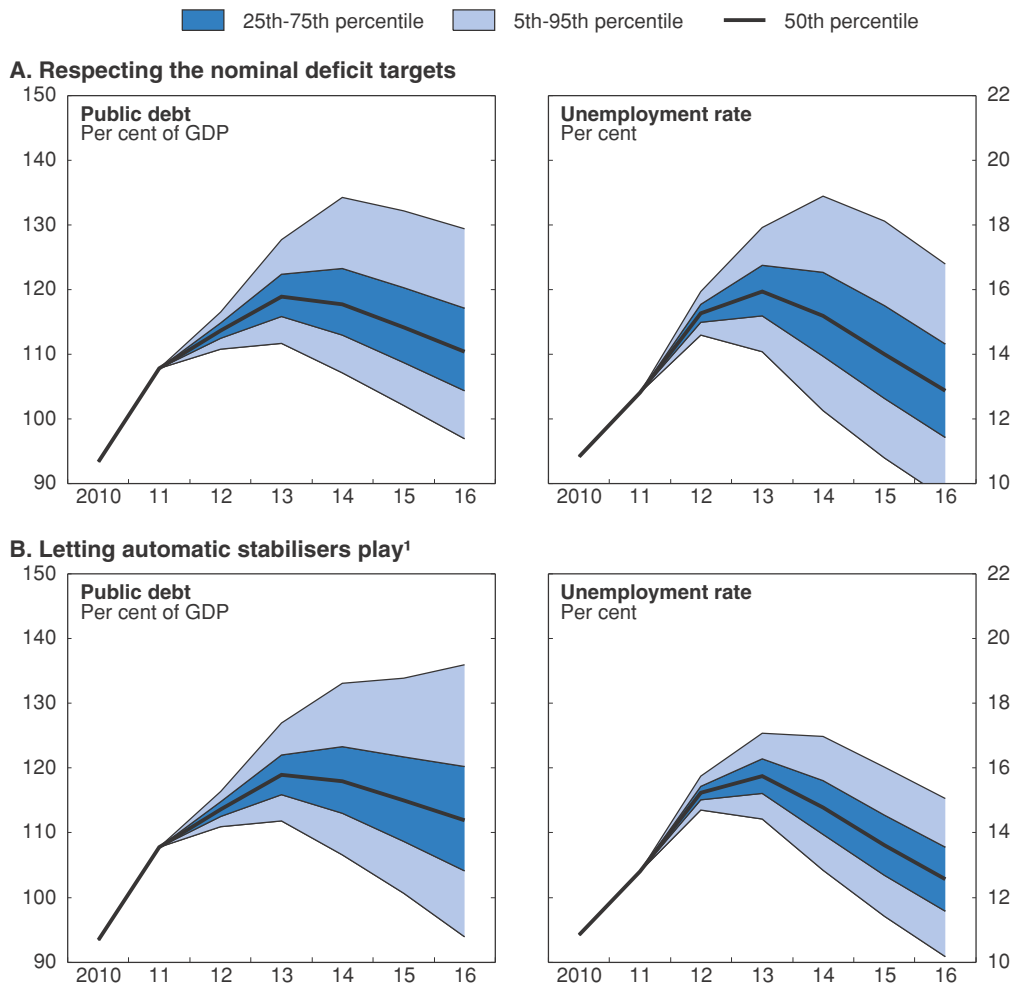 25th-75th percentile 5th-95th percentile 50th percentile
A. Respecting the nominal deficit targets
Public debt
Per cent of GDP
150
140
130
120
110
100
90
2010 11 12 13 14 15 16
Unemployment rate
Per cent
22
20
18
16
14
12
10
2010 11 12 13 14 15 16
B. Letting automatic stabilisers play¹
Public debt
Per cent of GDP
150
140
130
120
110
100
90
2010 11 12 13 14 15 16
Unemployment rate
Per cent
22
20
18
16
14
12
10
2010 11 12 13 14 15 16